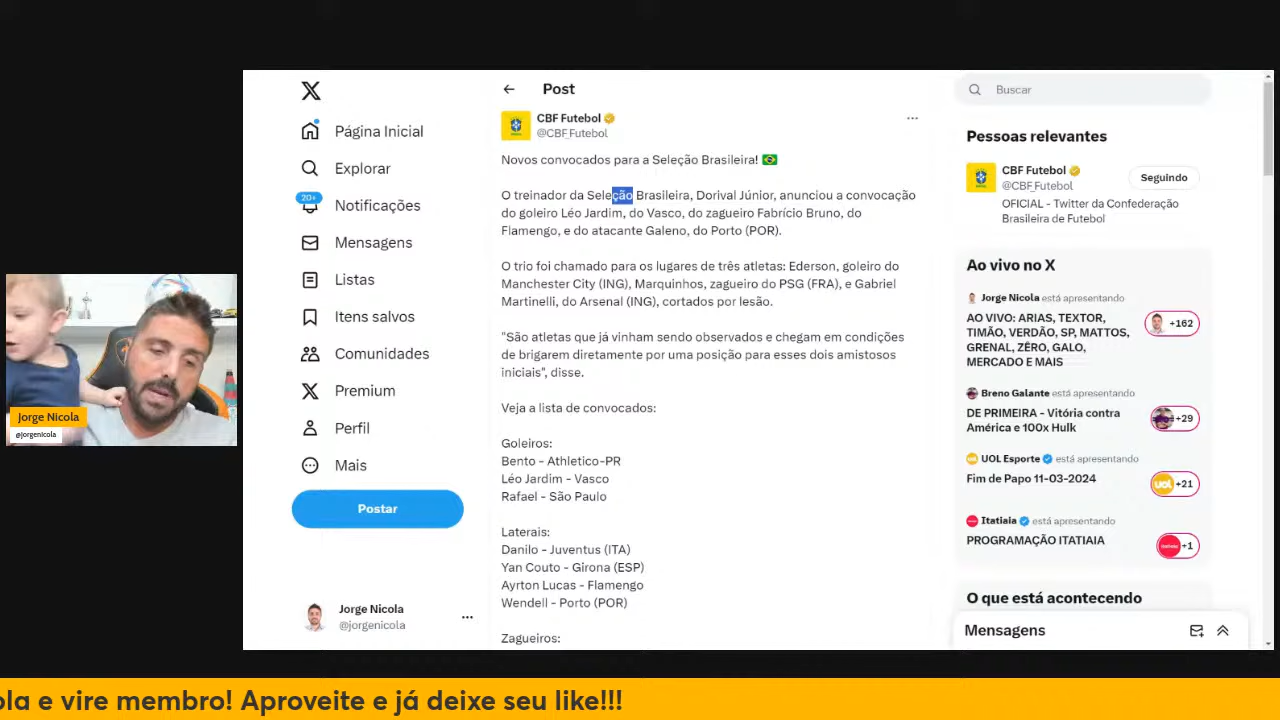 Post
CBF Futebol
@CBF_Futebol
Novos convocados para a Seleção Brasileira!
O treinador da Seleção Brasileira, Dorival Júnior, anunciou a convocação
do goleiro Léo Jardim, do Vasco, do zagueiro Fabrício Bruno, do
Flamengo, e do atacante Galeno, do Porto (POR).
O trio foi chamado para os lugares de três atletas: Ederson, goleiro do
Manchester City (ING), Marquinhos, zagueiro do PSG (FRA), e Gabriel
Martinelli, do Arsenal (ING), cortados por lesão.
"São atletas que já vinham sendo observados e chegam em condições
de brigarem diretamente por uma posição para esses dois amistosos
iniciais", disse.
Veja a lista de convocados:
Goleiros:
Bento - Athletico-PR
Léo Jardim - Vasco
Rafael - São Paulo
Laterais:
Danilo - Juventus (ITA)
Yan Couto - Girona (ESP)
Ayrton Lucas - Flamengo
Wendell - Porto (POR)
Zagueiros:
Página Inicial
Explorar
20+
Notificações
Mensagens
Listas
Itens salvos
Comunidades
Premium
Perfil
Mais
Postar
Jorge Nicola
@jorgenicola
Buscar
Pessoas relevantes
CBF Futebol
@CBF_Futebol
Seguindo
OFICIAL - Twitter da Confederação
Brasileira de Futebol
Ao vivo no X
Jorge Nicola está apresentando
AO VIVO: ARIAS, TEXTOR,
TIMÃO, VERDÃO, SP, MATTOS,
GRENAL, ZÊRO, GALO,
MERCADO E MAIS
+162
Breno Galante está apresentando
DE PRIMEIRA - Vitória contra
América e 100x Hulk
+29
UOL Esporte está apresentando
Fim de Papo 11-03-2024
UOL
+21
Itatiaia está apresentando
PROGRAMAÇÃO ITATIAIA
+1
O que está acontecendo
Mensagens
Jorge Nicola
@jorgenicola
ola e vire membro! Aproveite e já deixe seu like!!!